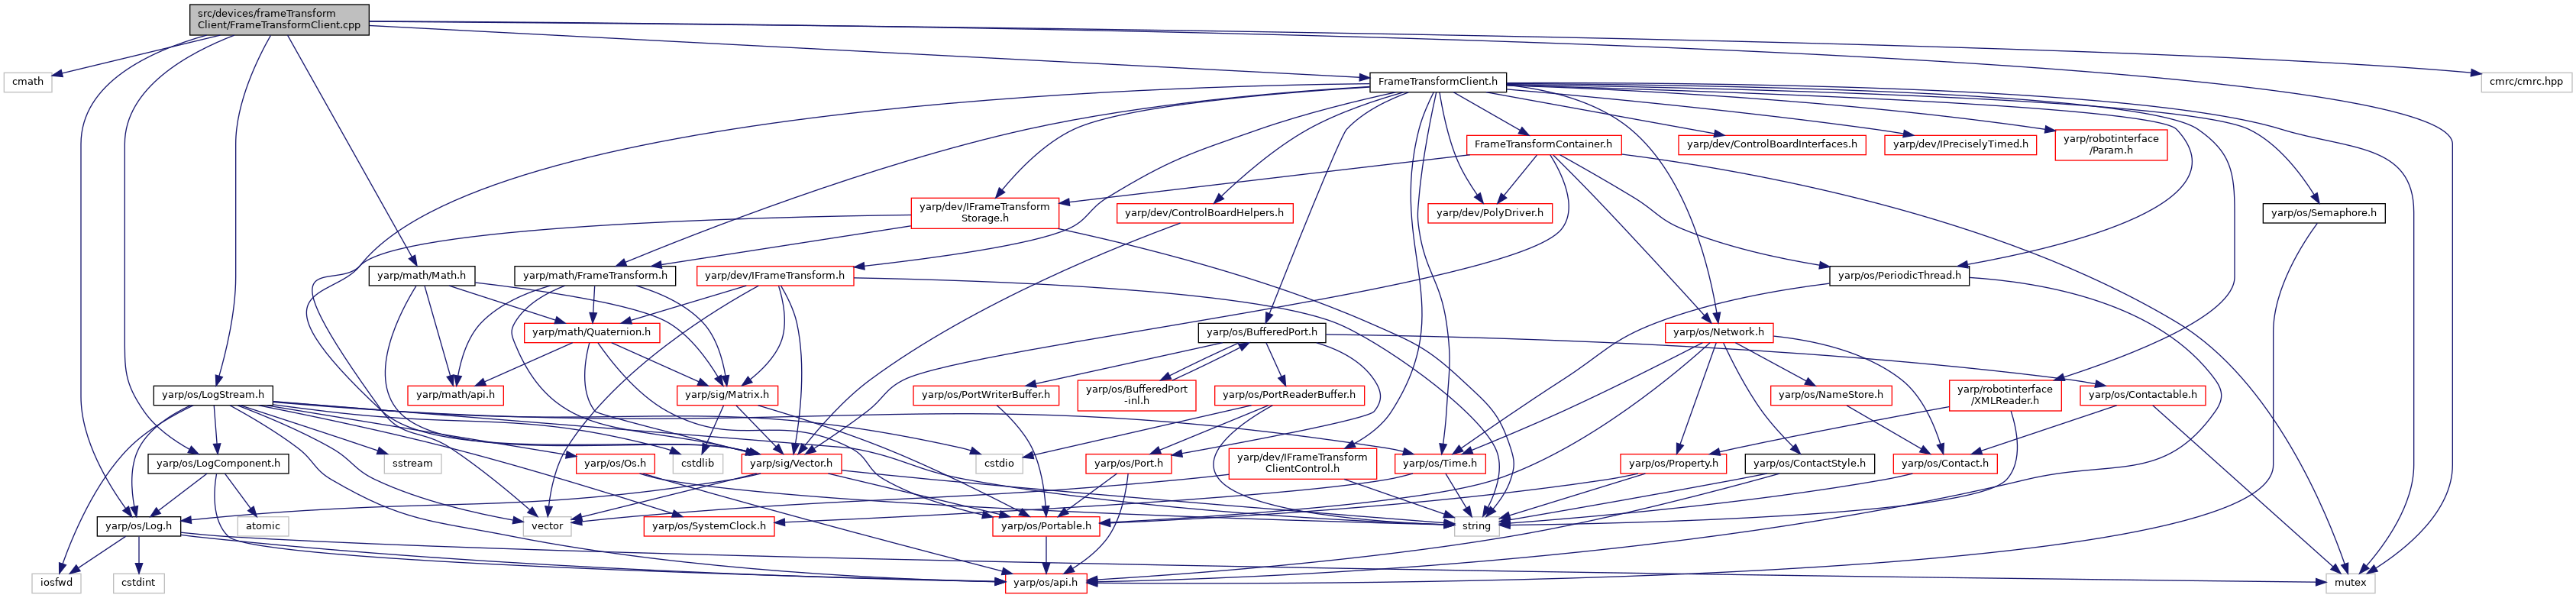 src/devices/frameTransform
Client/FrameTransformClient.cpp
cmath
FrameTransformClient.h
cmrc/cmrc.hpp
FrameTransformContainer.h
yarp/dev/ControlBoardInterfaces.h
yarp/dev/IPreciselyTimed.h
yarp/robotinterface
/Param.h
yarp/dev/IFrameTransform
Storage.h
yarp/dev/ControlBoardHelpers.h
yarp/dev/PolyDriver.h
yarp/os/Semaphore.h
yarp/math/Math.h
yarp/math/FrameTransform.h
yarp/dev/IFrameTransform.h
yarp/os/PeriodicThread.h
yarp/math/Quaternion.h
yarp/os/BufferedPort.h
yarp/os/Network.h
yarp/os/LogStream.h
yarp/math/api.h
yarp/sig/Matrix.h
yarp/os/PortWriterBuffer.h
yarp/os/BufferedPort
-inl.h
yarp/os/PortReaderBuffer.h
yarp/os/NameStore.h
yarp/robotinterface
/XMLReader.h
yarp/os/Contactable.h
yarp/os/LogComponent.h
sstream
yarp/os/Os.h
cstdlib
yarp/sig/Vector.h
cstdio
yarp/os/Port.h
yarp/dev/IFrameTransform
ClientControl.h
yarp/os/Time.h
yarp/os/Property.h
yarp/os/ContactStyle.h
yarp/os/Contact.h
yarp/os/Log.h
atomic
vector
yarp/os/SystemClock.h
yarp/os/Portable.h
string
iosfwd
cstdint
yarp/os/api.h
mutex